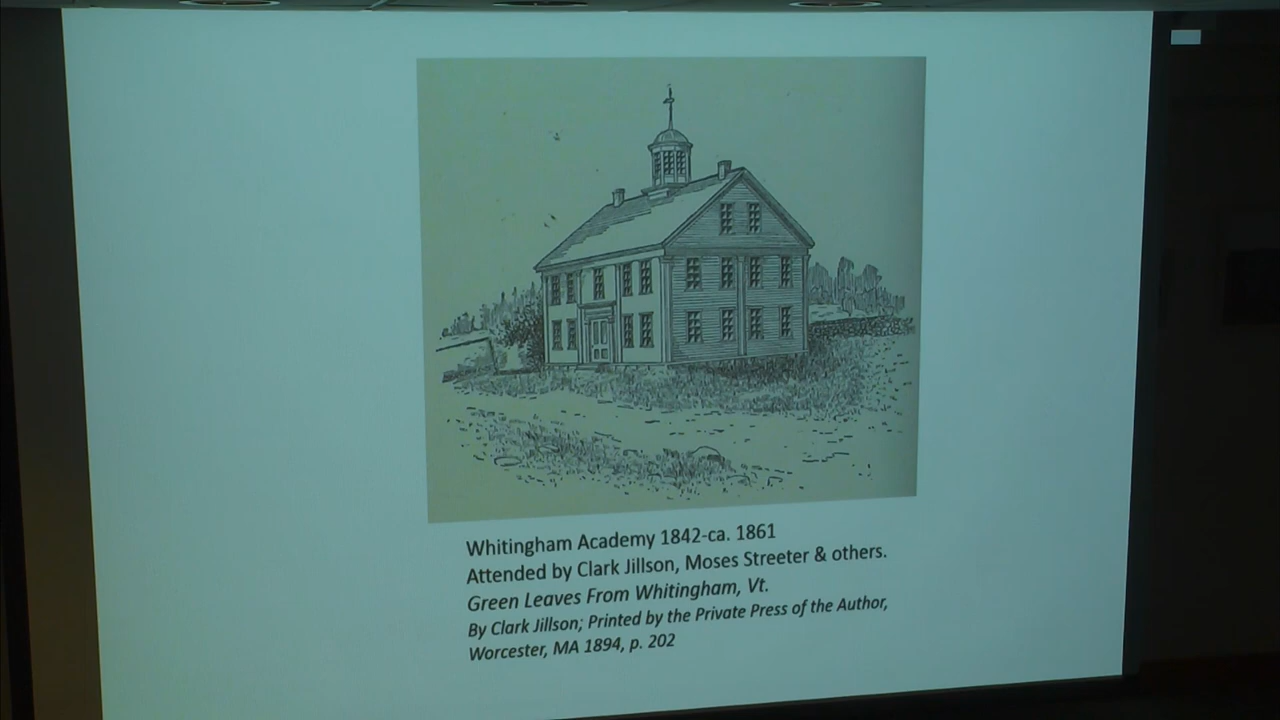 Whitingham Academy 1842-ca. 1861
Attended by Clark Jillson, Moses Streeter & others.
Green Leaves From Whitingham, Vt.
By Clark Jillson; Printed by the Private Press of the Author,
Worcester, MA 1894, p. 202